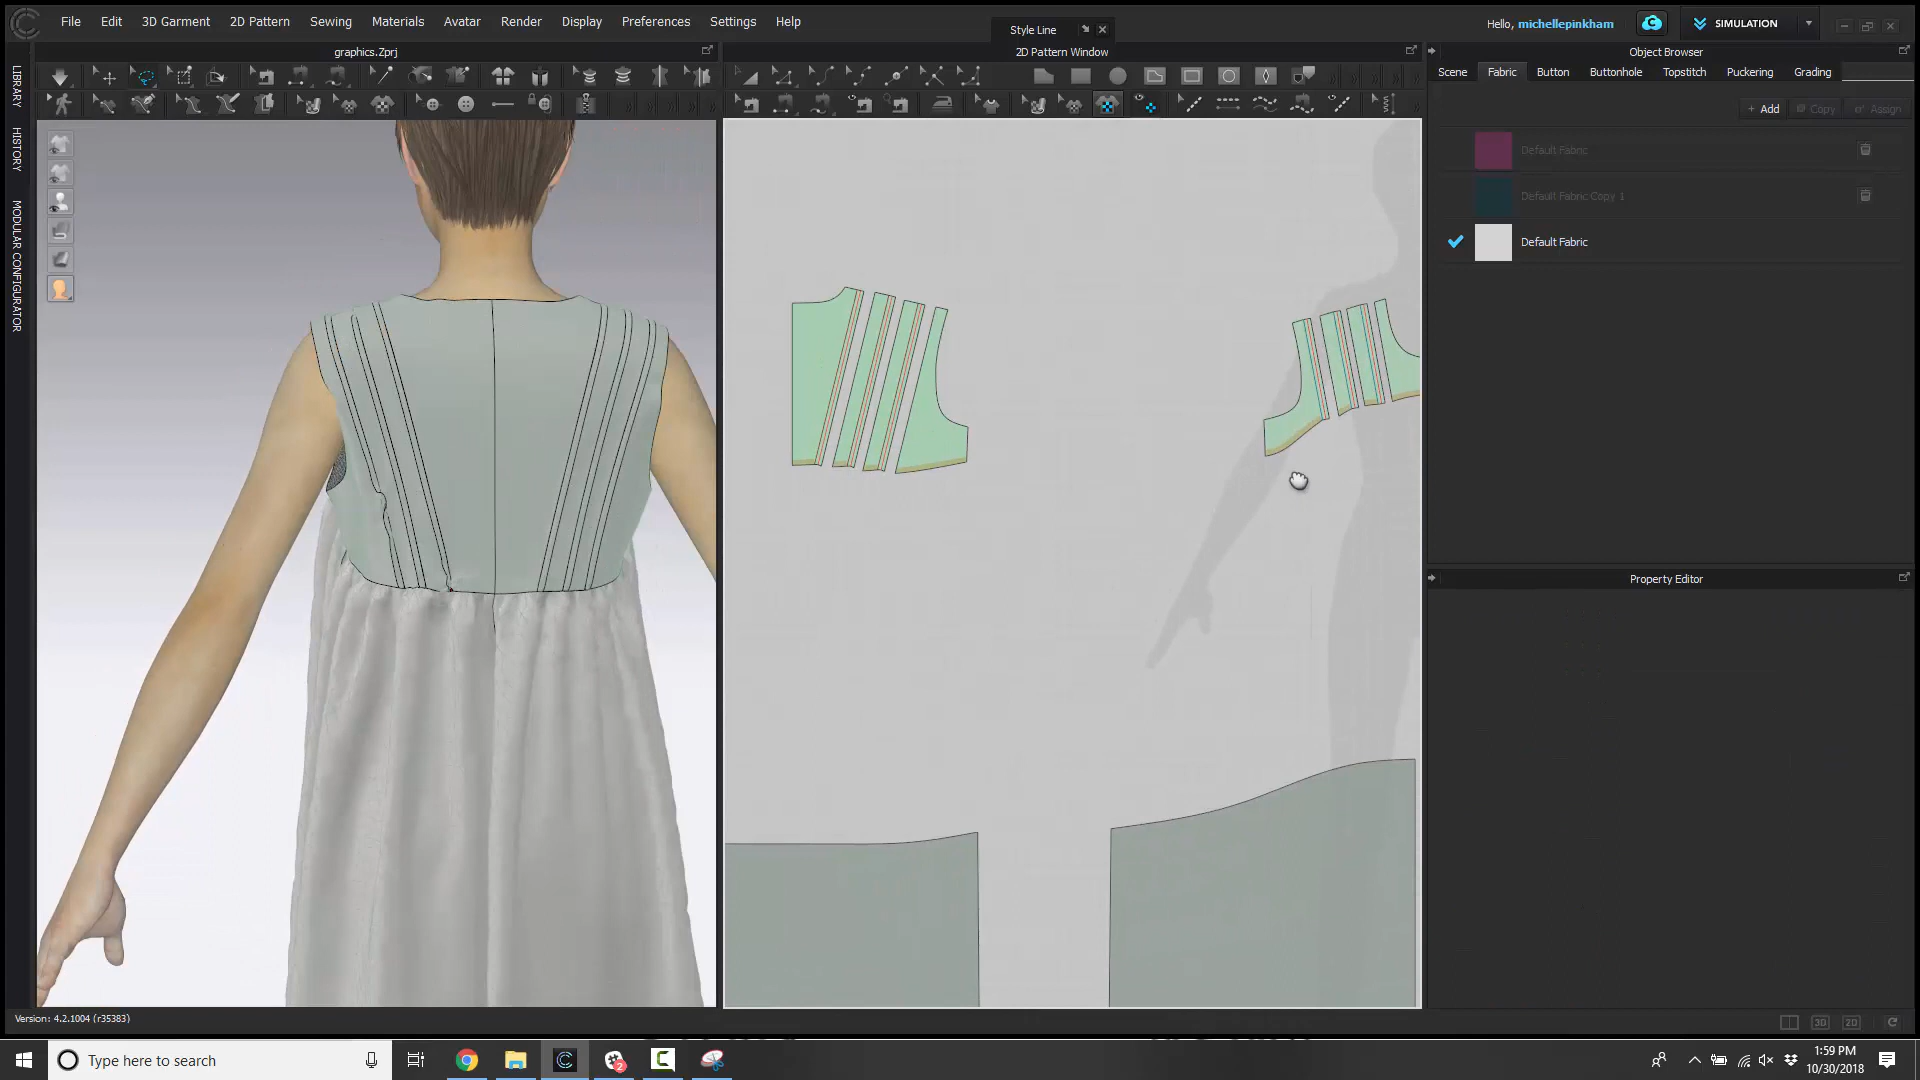 File Edit 3D Garment 2D Pattern Sewing Materials Avatar Render Display Preferences Settings Help
Style Line
Hello, michellepinkham
SIMULATION
graphics.Zprj
2D Pattern Window
Object Browser
Scene Fabric Button Buttonhole Topstitch Puckering Grading
+ Add Copy Assign
Default Fabric
Default Fabric Copy 1
Default Fabric
LIBRARY
HISTORY
MODULAR CONFIGURATOR
Property Editor
Version: 4.2.1004 (r35383)
3D 2D
Type here to search
2
1:59 PM
10/30/2018